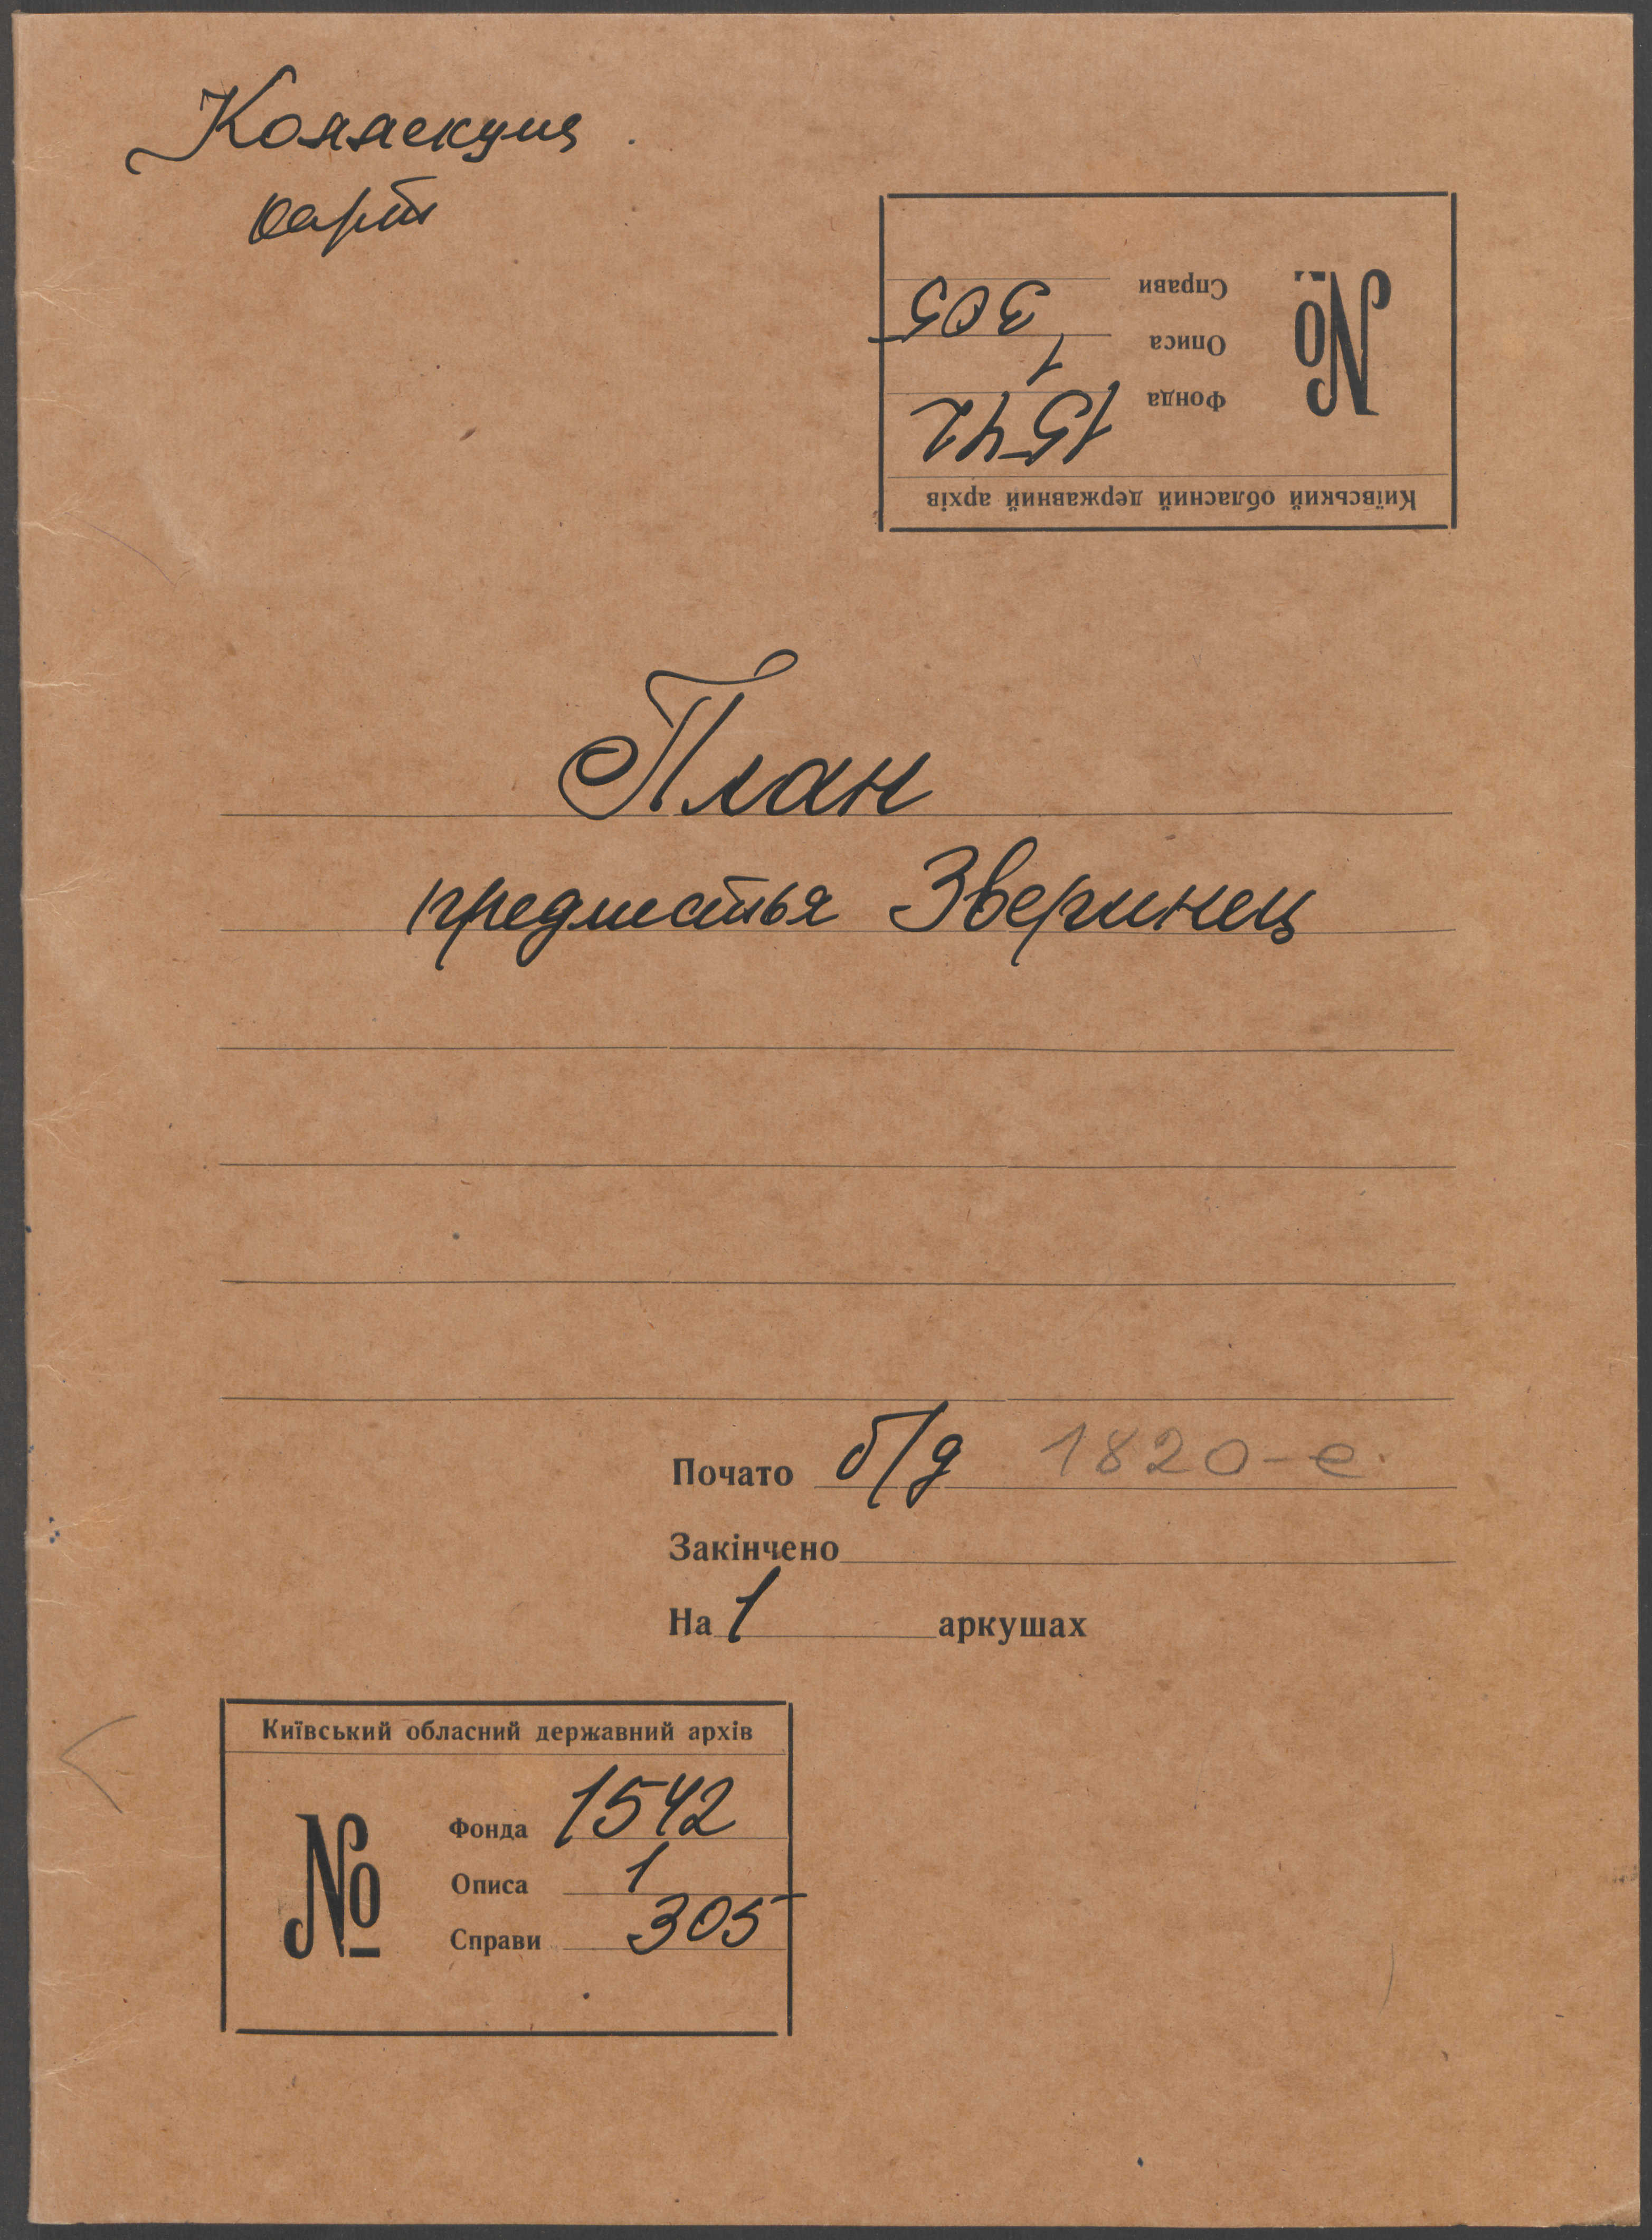 Коллекция
карт
Київський обласний державний архів
№
Фонда 1542
Описа 1
Справи 305
План
предместья Зверинец
Почато б/д 1820-е.
Закінчено
На 1 аркушах
Київський обласний державний архів
№
Фонда 1542
Описа 1
Справи 305